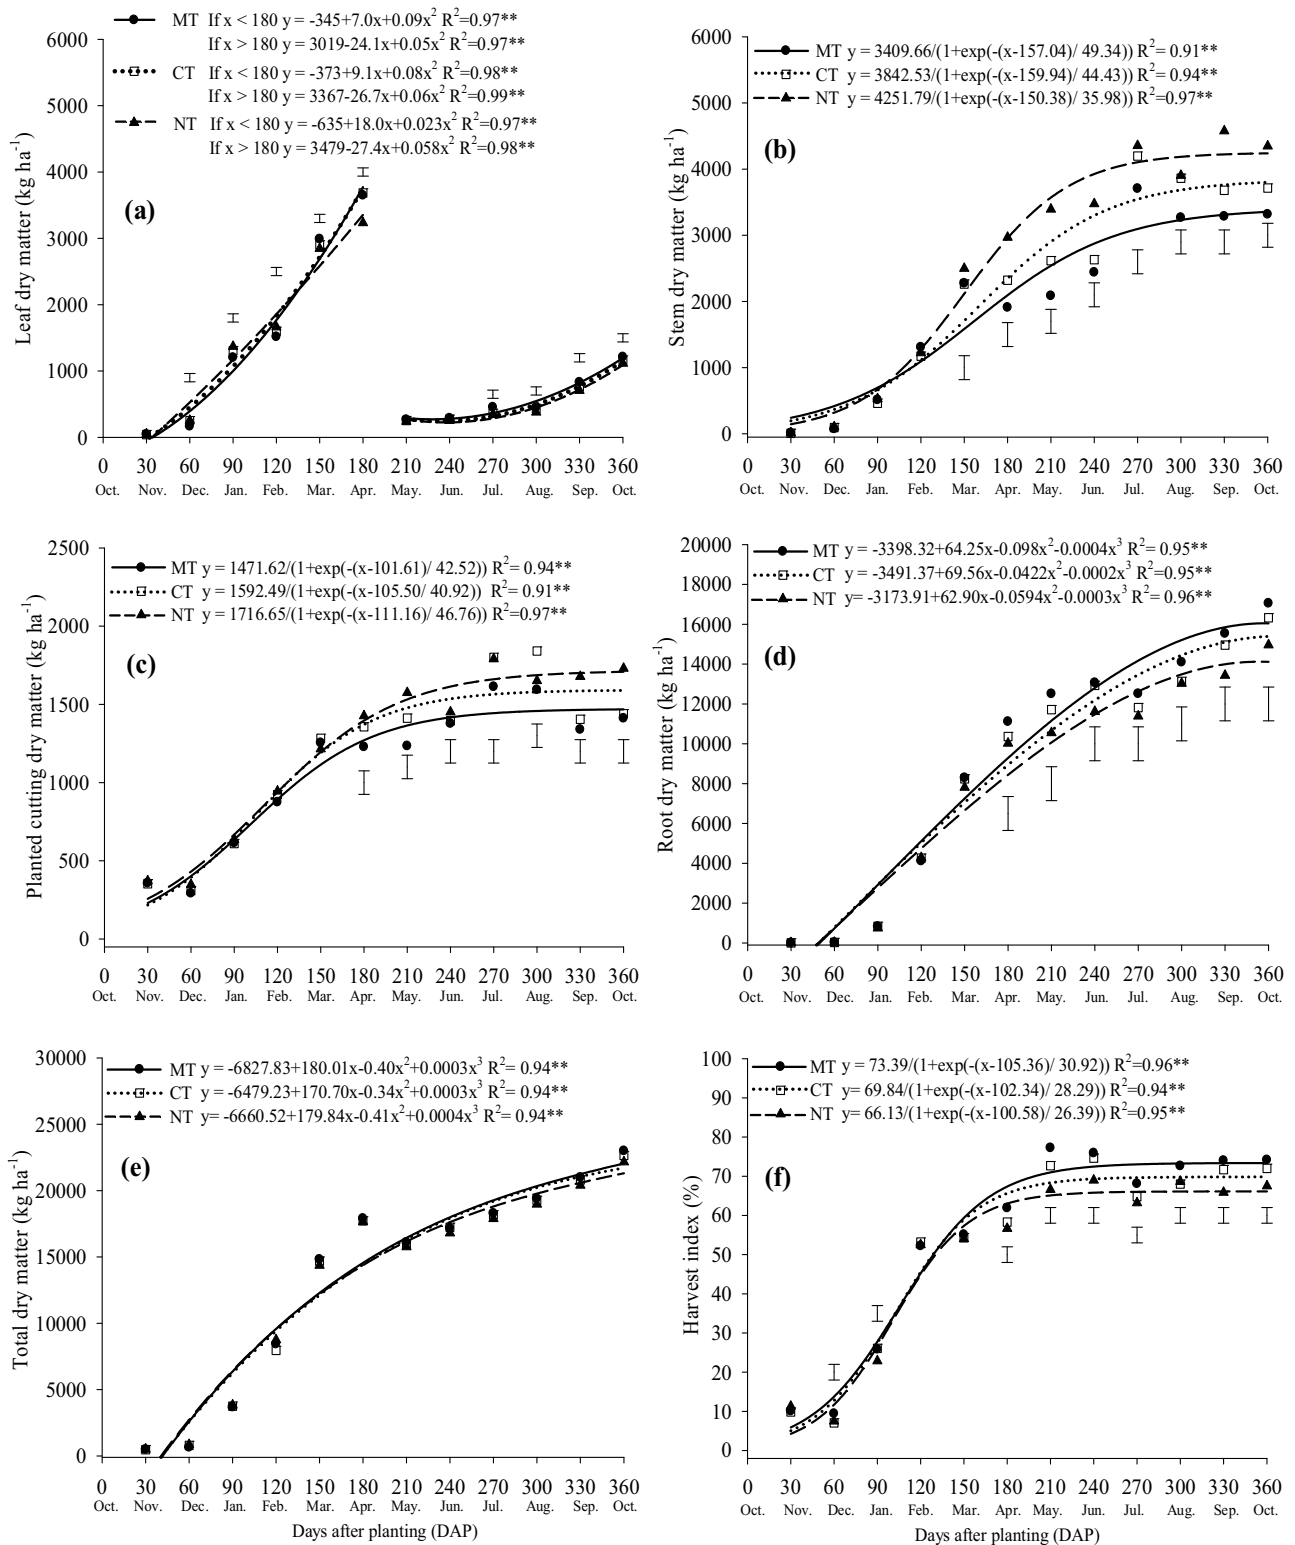 MT If x < 180 y = -345+7.0x+0.09x² R²=0.97**
If x > 180 y = 3019-24.1x+0.05x² R²=0.97**
CT If x < 180 y = -373+9.1x+0.08x² R²=0.98**
If x > 180 y = 3367-26.7x+0.06x² R²=0.99**
NT If x < 180 y = -635+18.0x+0.023x² R²=0.97**
If x > 180 y = 3479-27.4x+0.058x² R²=0.98**
(a)
Leaf dry matter (kg ha⁻¹)
6000
5000
4000
3000
2000
1000
0
0 30 60 90 120 150 180 210 240 270 300 330 360
Oct. Nov. Dec. Jan. Feb. Mar. Apr. May. Jun. Jul. Aug. Sep. Oct.
MT y = 3409.66/(1+exp(-(x-157.04)/ 49.34)) R²= 0.91**
CT y = 3842.53/(1+exp(-(x-159.94)/ 44.43)) R²= 0.94**
NT y = 4251.79/(1+exp(-(x-150.38)/ 35.98)) R²=0.97**
(b)
Stem dry matter (kg ha⁻¹)
6000
5000
4000
3000
2000
1000
0
0 30 60 90 120 150 180 210 240 270 300 330 360
Oct. Nov. Dec. Jan. Feb. Mar. Apr. May. Jun. Jul. Aug. Sep. Oct.
MT y = 1471.62/(1+exp(-(x-101.61)/ 42.52)) R²= 0.94**
CT y = 1592.49/(1+exp(-(x-105.50/ 40.92)) R²= 0.91**
NT y = 1716.65/(1+exp(-(x-111.16)/ 46.76)) R²=0.97**
(c)
Planted cutting dry matter (kg ha⁻¹)
2500
2000
1500
1000
500
0
0 30 60 90 120 150 180 210 240 270 300 330 360
Oct. Nov. Dec. Jan. Feb. Mar. Apr. May. Jun. Jul. Aug. Sep. Oct.
MT y = -3398.32+64.25x-0.098x²-0.0004x³ R²= 0.95**
CT y = -3491.37+69.56x-0.0422x²-0.0002x³ R²=0.95**
NT y= -3173.91+62.90x-0.0594x²-0.0003x³ R²= 0.96**
(d)
Root dry matter (kg ha⁻¹)
20000
18000
16000
14000
12000
10000
8000
6000
4000
2000
0
0 30 60 90 120 150 180 210 240 270 300 330 360
Oct. Nov. Dec. Jan. Feb. Mar. Apr. May. Jun. Jul. Aug. Sep. Oct.
MT y = -6827.83+180.01x-0.40x²+0.0003x³ R²= 0.94**
CT y = -6479.23+170.70x-0.34x²+0.0003x³ R²= 0.94**
NT y= -6660.52+179.84x-0.41x²+0.0004x³ R²= 0.94**
(e)
Total dry matter (kg ha⁻¹)
30000
25000
20000
15000
10000
5000
0
0 30 60 90 120 150 180 210 240 270 300 330 360
Oct. Nov. Dec. Jan. Feb. Mar. Apr. May. Jun. Jul. Aug. Sep. Oct.
Days after planting (DAP)
MT y = 73.39/(1+exp(-(x-105.36)/ 30.92)) R²=0.96**
CT y= 69.84/(1+exp(-(x-102.34)/ 28.29)) R²=0.94**
NT y= 66.13/(1+exp(-(x-100.58)/ 26.39)) R²=0.95**
(f)
Harvest index (%)
100
90
80
70
60
50
40
30
20
10
0
0 30 60 90 120 150 180 210 240 270 300 330 360
Oct. Nov. Dec. Jan. Feb. Mar. Apr. May. Jun. Jul. Aug. Sep. Oct.
Days after planting (DAP)